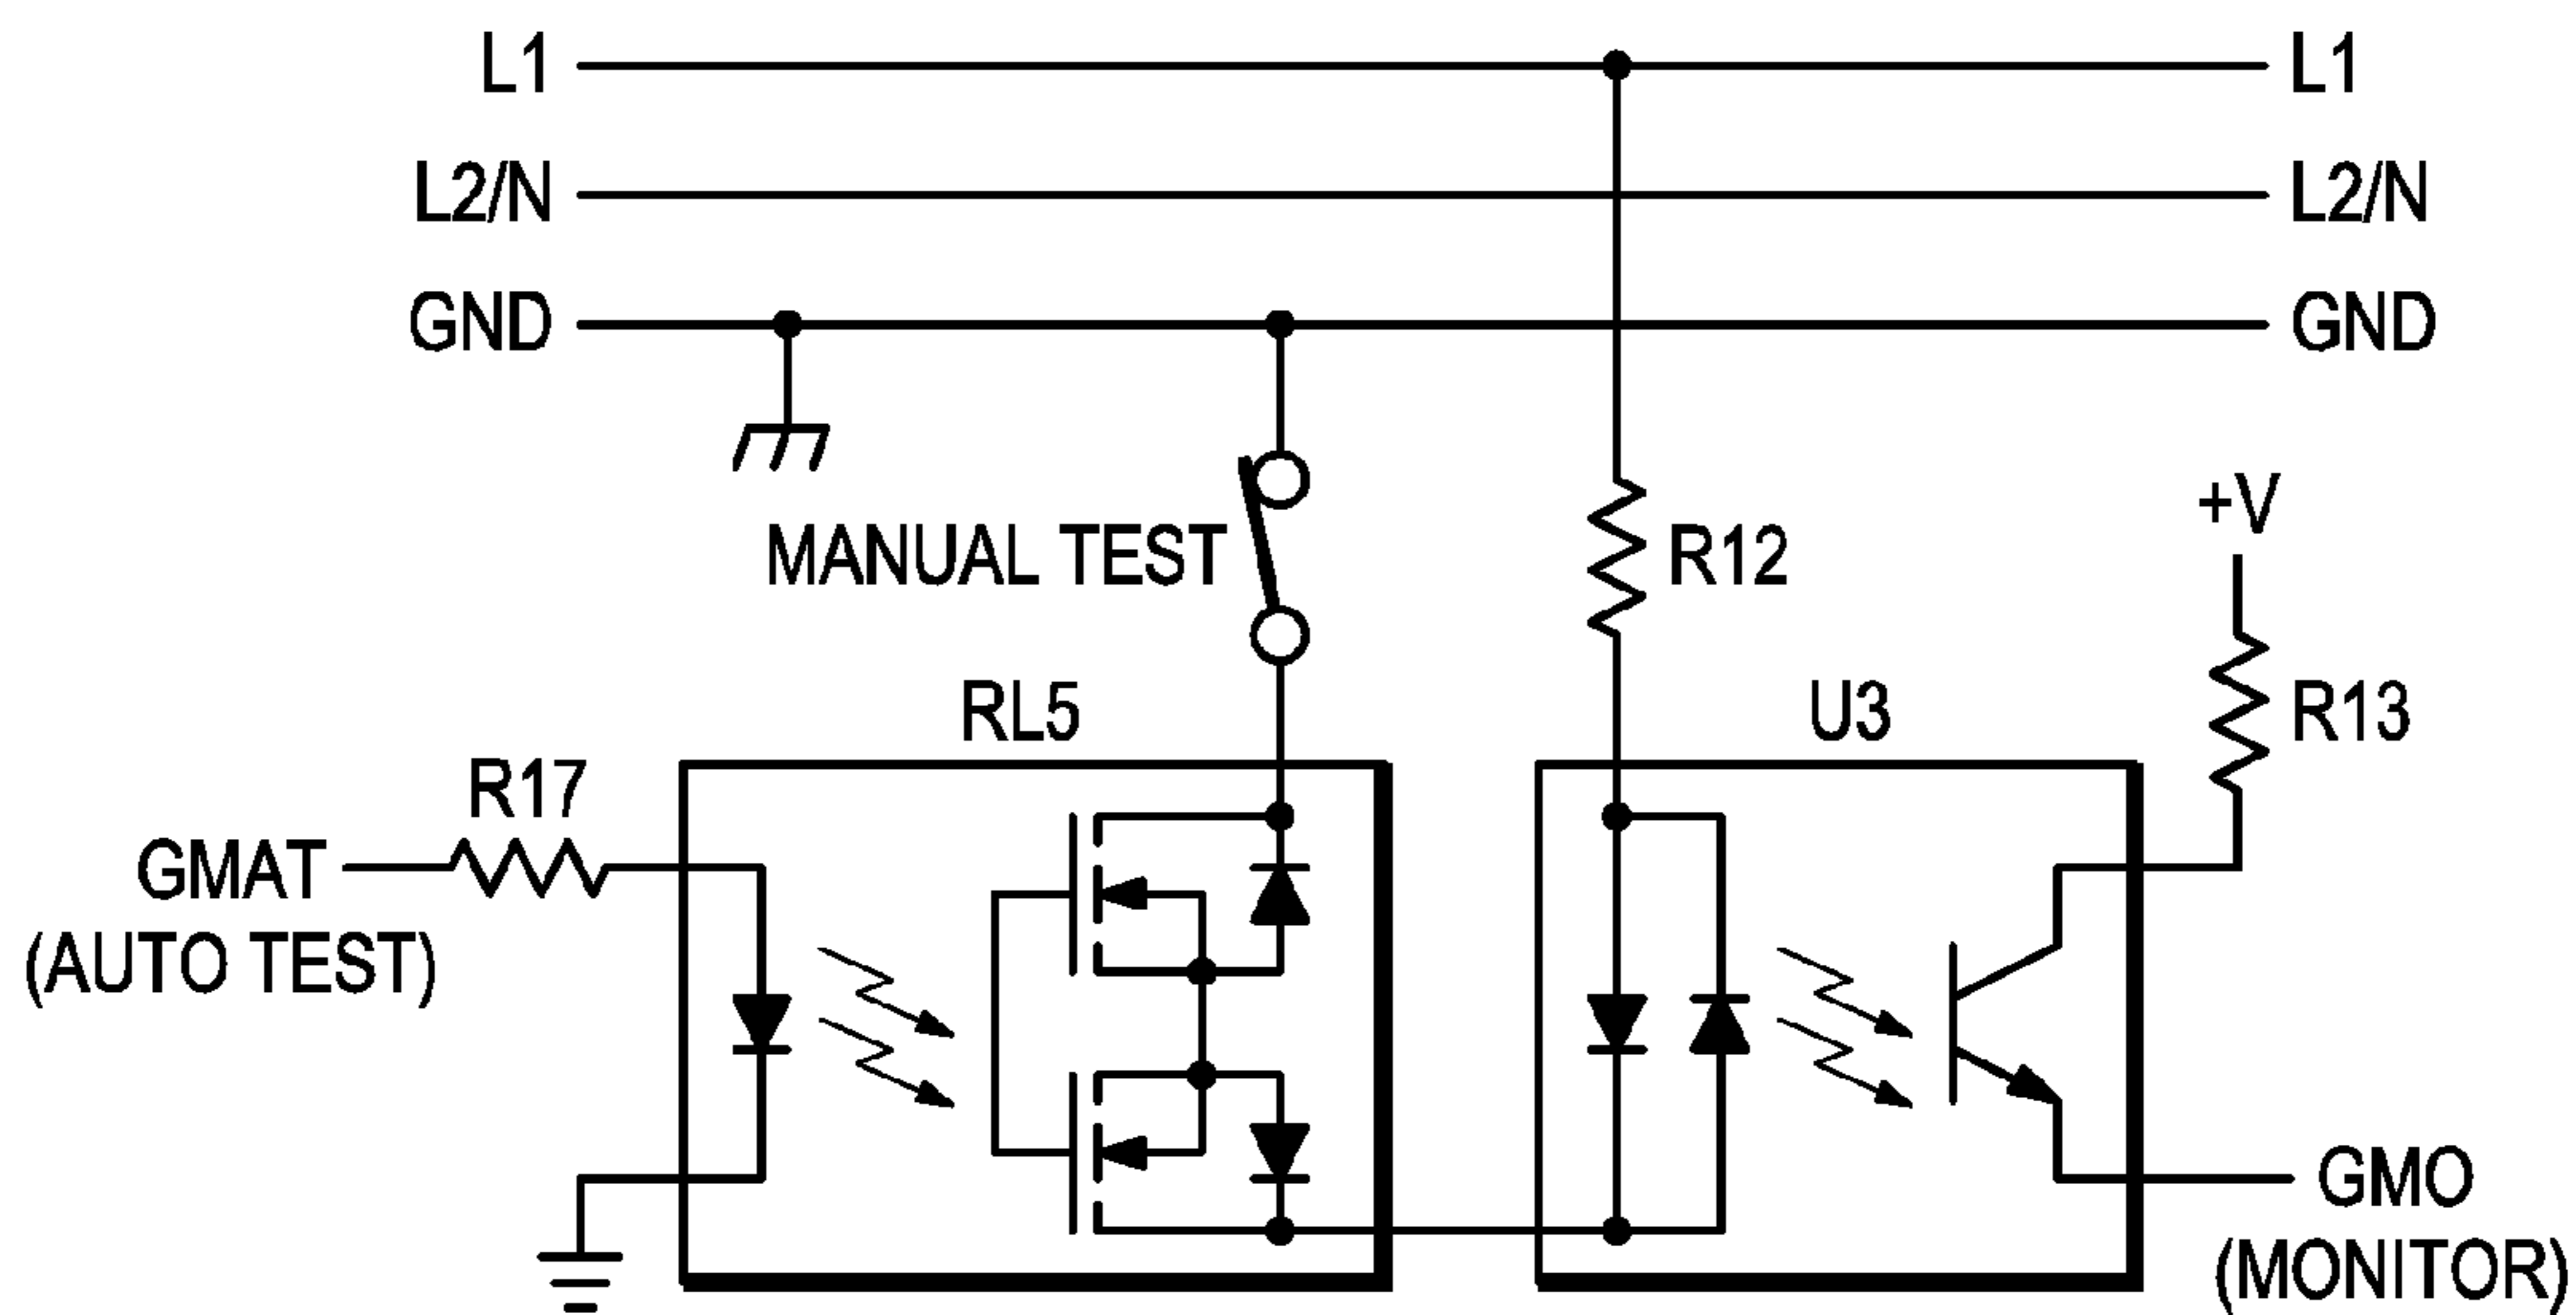 L1
L1
L2/N
L2/N
GND
GND
+V
MANUAL TEST
R12
RL5
U3
R13
R17
GMAT
(AUTO TEST)
GMO
(MONITOR)